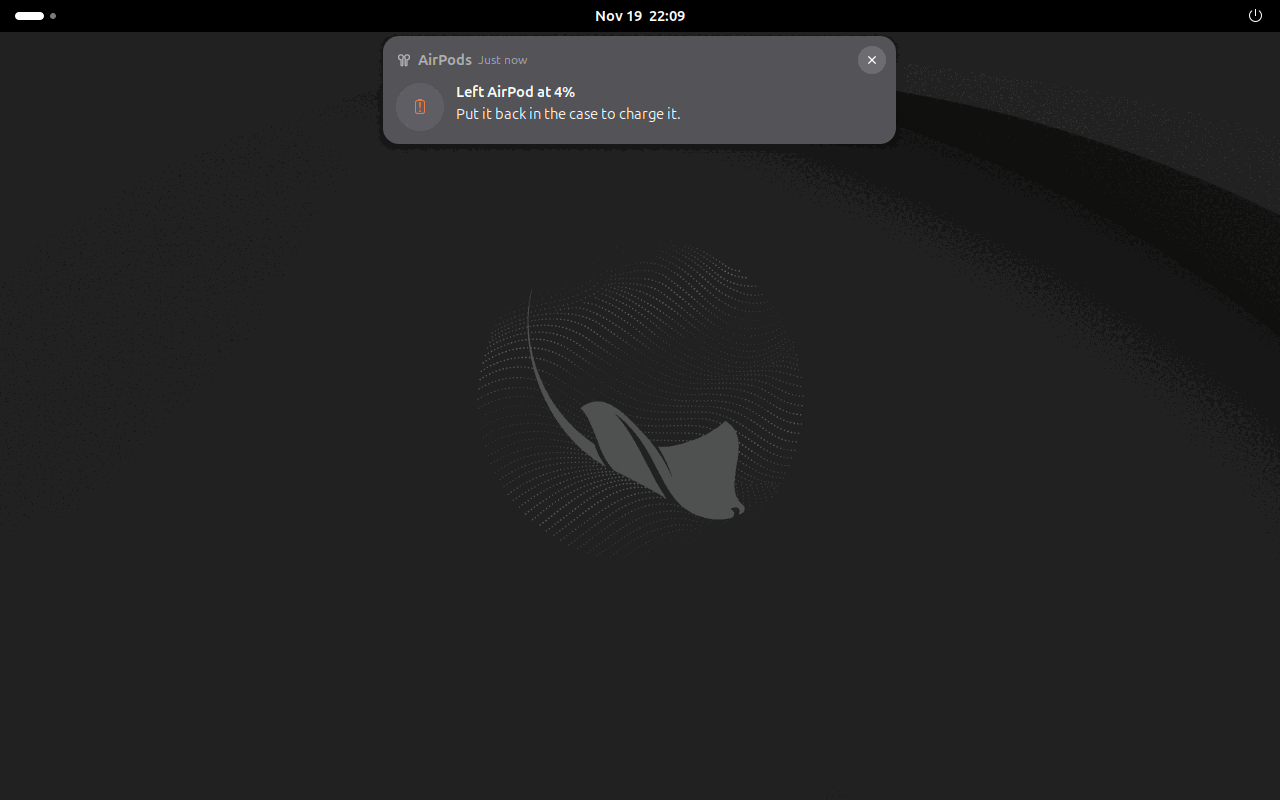 Nov 19 22:09
AirPods Just now
Left AirPod at 4%
Put it back in the case to charge it.